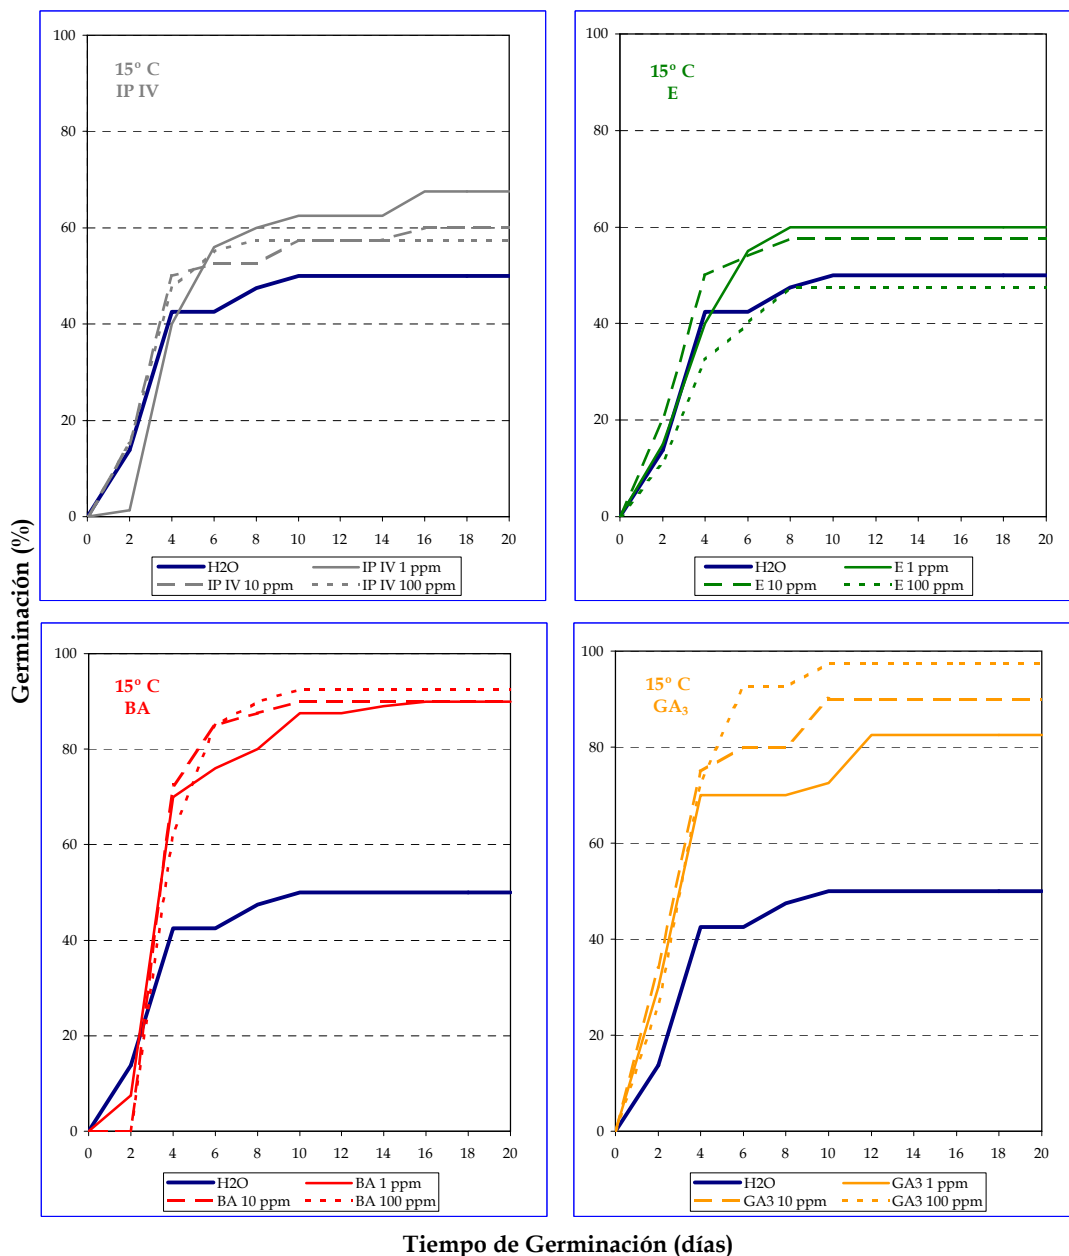 Germinación (%)
100
80
60
40
20
0
15º C
IP IV
0 2 4 6 8 10 12 14 16 18 20
H2O IP IV 1 ppm
IP IV 10 ppm IP IV 100 ppm
100
80
60
40
20
0
15º C
E
0 2 4 6 8 10 12 14 16 18 20
H2O E 1 ppm
E 10 ppm E 100 ppm
100
80
60
40
20
0
15º C
BA
0 2 4 6 8 10 12 14 16 18 20
H2O BA 1 ppm
BA 10 ppm BA 100 ppm
100
80
60
40
20
0
15º C
GA₃
0 2 4 6 8 10 12 14 16 18 20
H2O GA3 1 ppm
GA3 10 ppm GA3 100 ppm
Tiempo de Germinación (días)